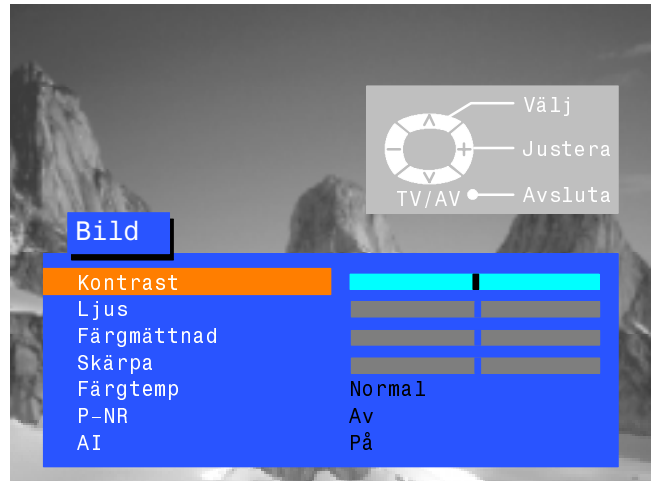 Välj
Justera
TV/AV Avsluta
Bild
Kontrast
Ljus
Färgmättnad
Skärpa
Färgtemp Normal
P-NR Av
AI På